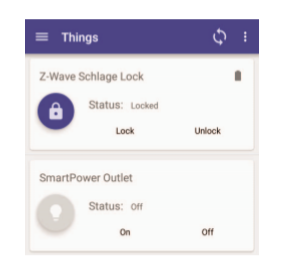 Things
Z-Wave Schlage Lock
Status: Locked
Lock Unlock
SmartPower Outlet
Status: Off
On Off